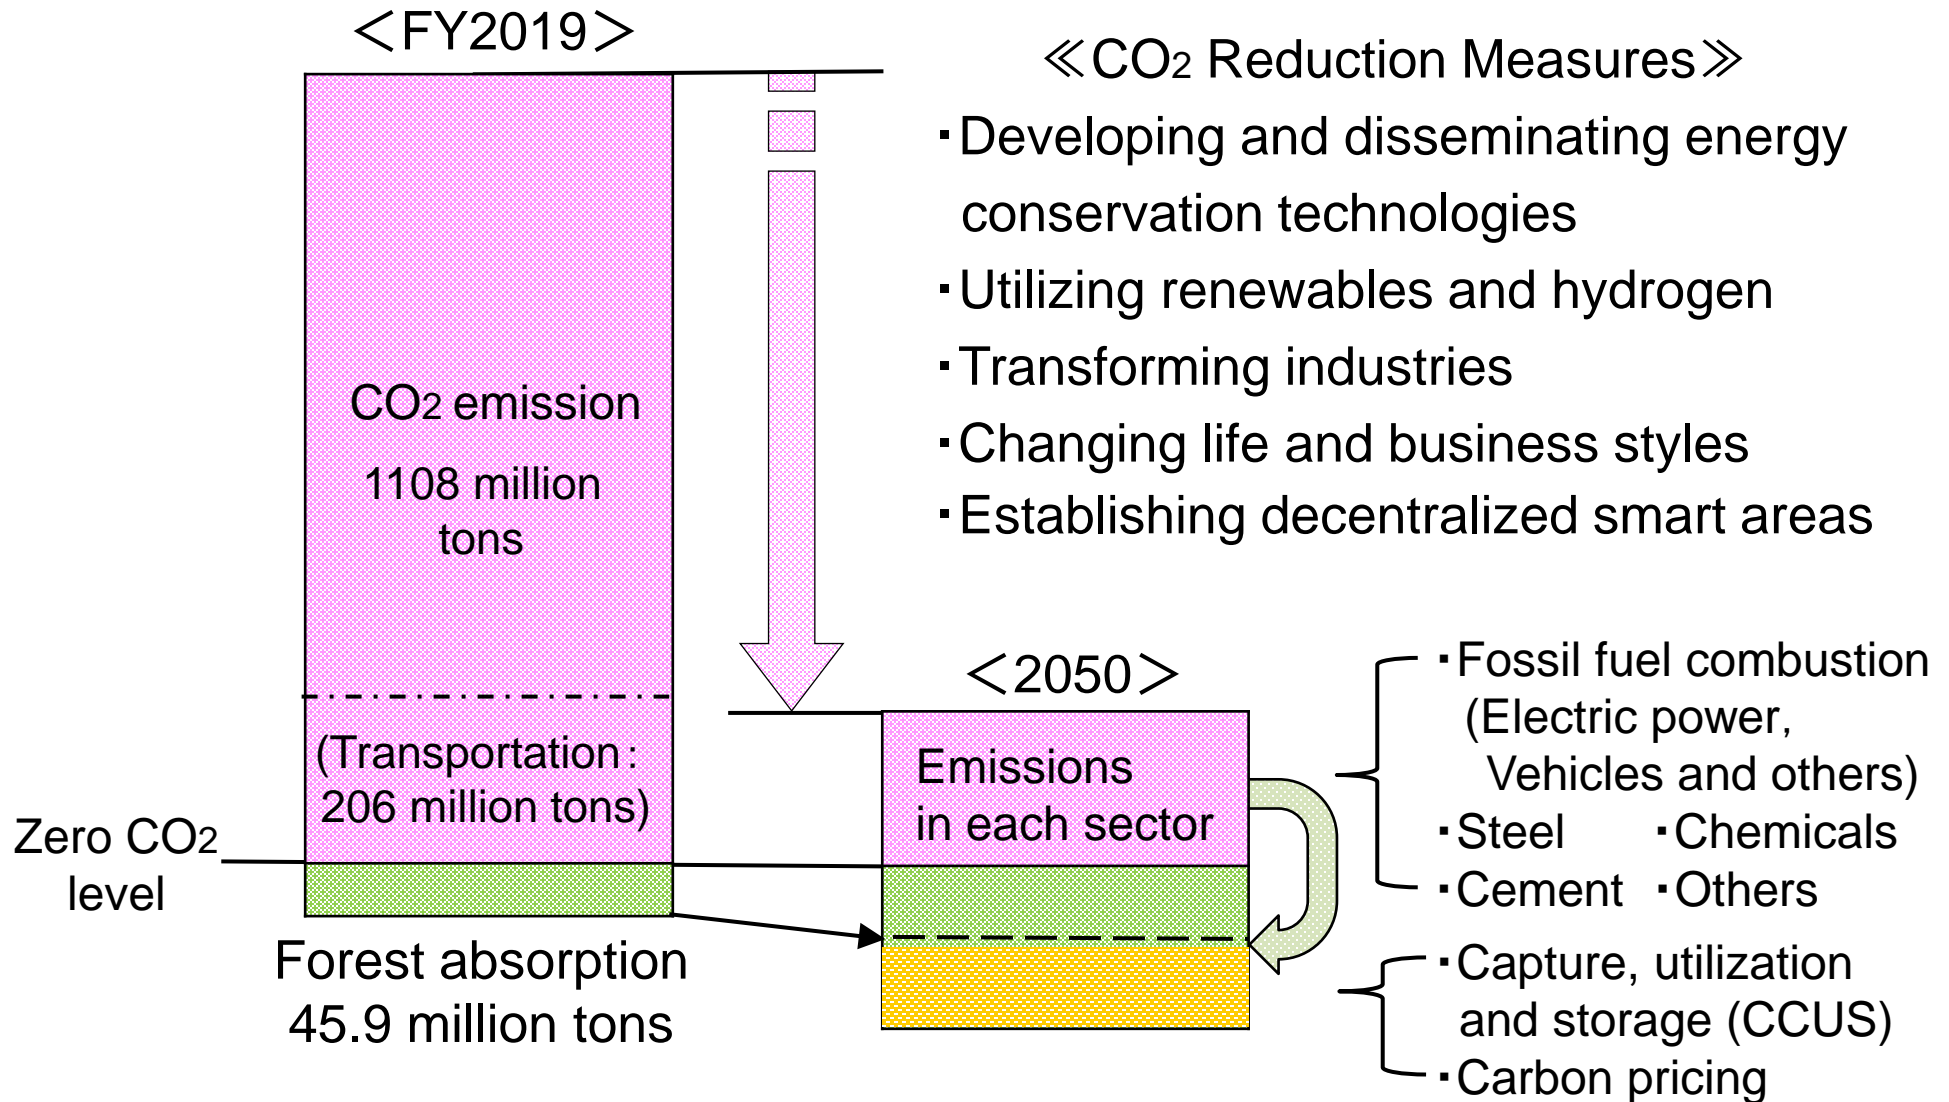 ＜FY2019＞
CO2 emission
1108 million
tons
(Transportation：
206 million tons)
Zero CO2
level
Forest absorption
45.9 million tons
≪CO2 Reduction Measures≫
・Developing and disseminating energy
conservation technologies
・Utilizing renewables and hydrogen
・Transforming industries
・Changing life and business styles
・Establishing decentralized smart areas
＜2050＞
Emissions
in each sector
・Fossil fuel combustion
(Electric power,
Vehicles and others)
・Steel ・Chemicals
・Cement ・Others
・Capture, utilization
and storage (CCUS)
・Carbon pricing